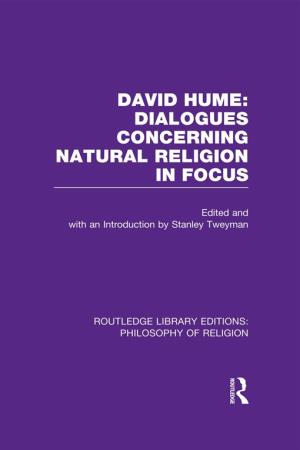 DAVID HUME:
DIALOGUES
CONCERNING
NATURAL RELIGION
IN FOCUS
Edited and
with an Introduction by Stanley Tweyman
ROUTLEDGE LIBRARY EDITIONS:
PHILOSOPHY OF RELIGION
ROUTLEDGE